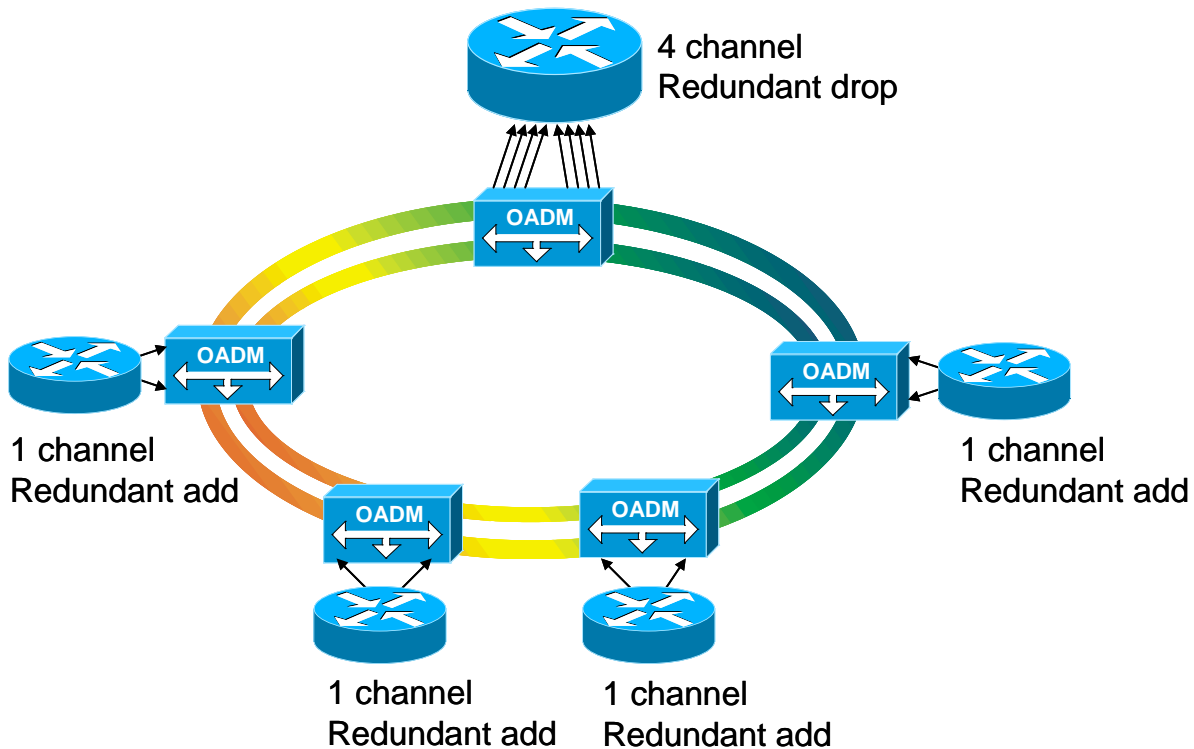 4 channel
Redundant drop
OADM
OADM
OADM
1 channel
Redundant add
1 channel
Redundant add
OADM
OADM
1 channel
Redundant add
1 channel
Redundant add